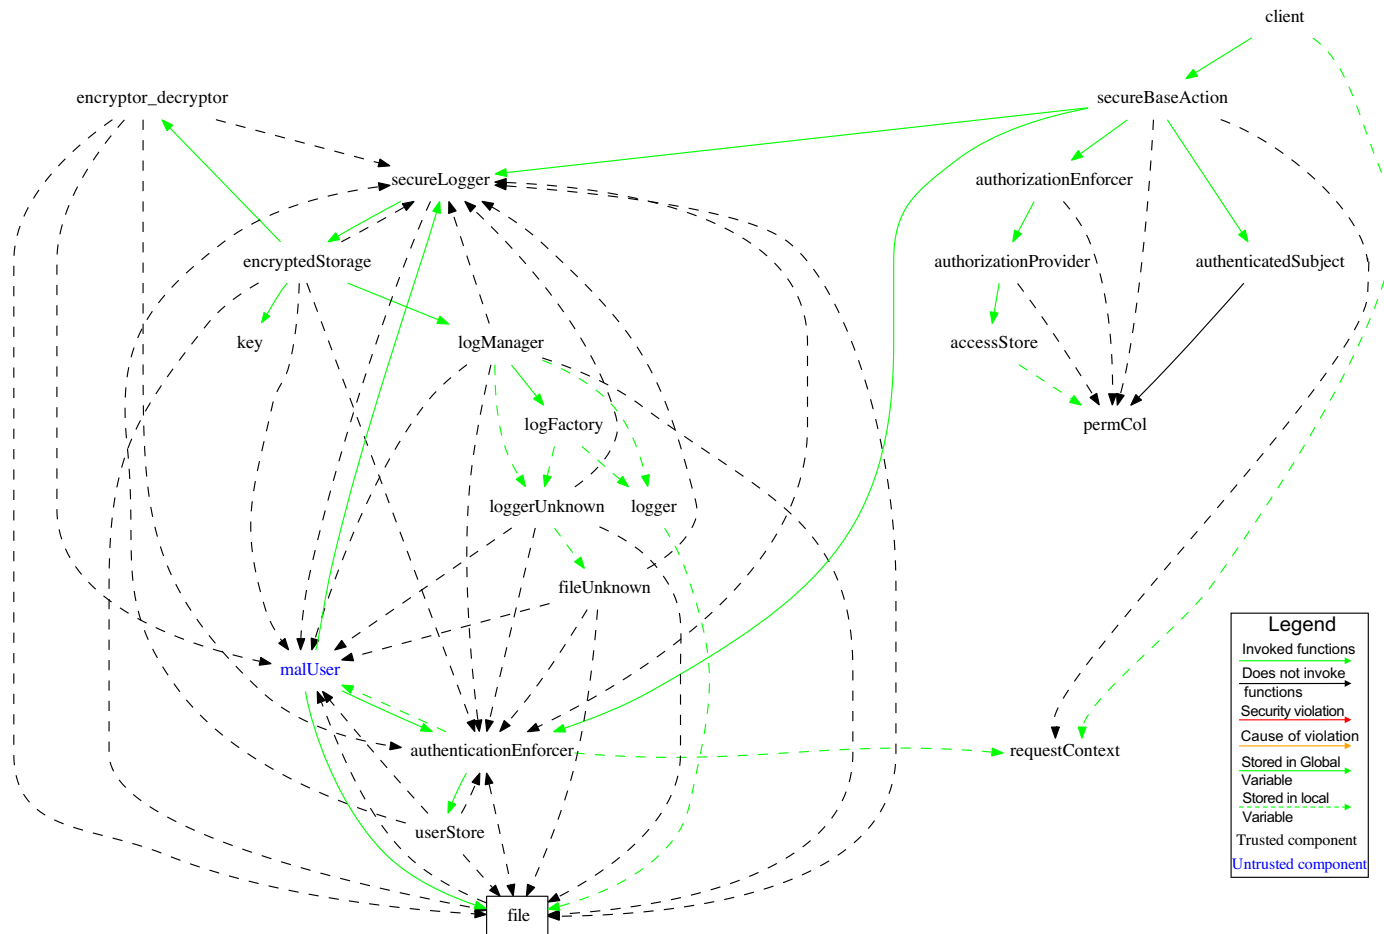 client
encryptor_decryptor
secureBaseAction
secureLogger
authorizationEnforcer
encryptedStorage
authorizationProvider
authenticatedSubject
key
logManager
accessStore
logFactory
permCol
loggerUnknown
logger
fileUnknown
malUser
authenticationEnforcer
requestContext
userStore
file
Legend
Invoked functions
Does not invoke
functions
Security violation
Cause of violation
Stored in Global
Variable
Stored in local
Variable
Trusted component
Untrusted component